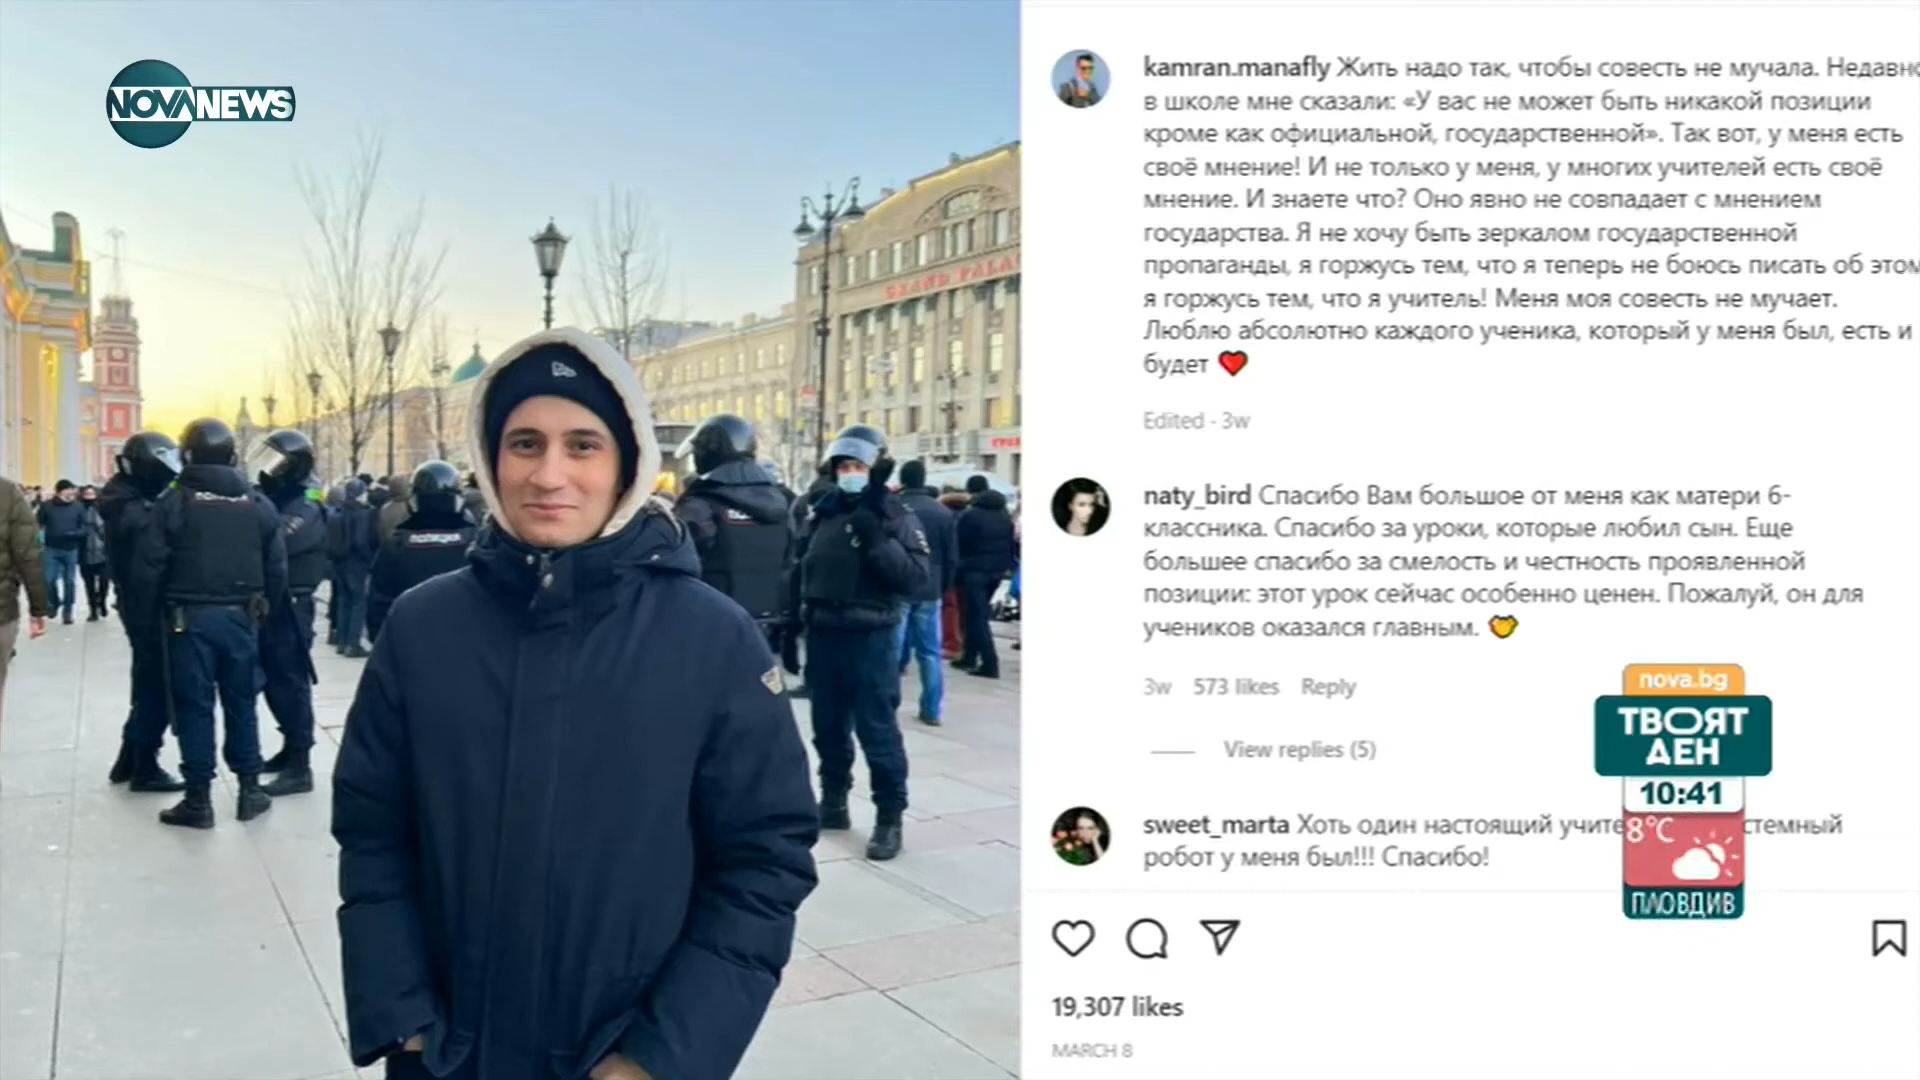 NOVANEWS
GRAND PALA
ПОЛИЦИЯ
kamran.manafly Жить надо так, чтобы совесть не мучала. Недавно
в школе мне сказали: «У вас не может быть никакой позиции
кроме как официальной, государственной». Так вот, у меня есть
своё мнение! И не только у меня, у многих учителей есть своё
мнение. И знаете что? Оно явно не совпадает с мнением
государства. Я не хочу быть зеркалом государственной
пропаганды, я горжусь тем, что я теперь не боюсь писать об этом
я горжусь тем, что я учитель! Меня моя совесть не мучает.
Люблю абсолютно каждого ученика, который у меня был, есть и
будет ❤️
Edited · 3w
naty_bird Спасибо Вам большое от меня как матери 6-
классника. Спасибо за уроки, которые любил сын. Еще
большее спасибо за смелость и честность проявленной
позиции: этот урок сейчас особенно ценен. Пожалуй, он для
учеников оказался главным.
3w 573 likes Reply
View replies (5)
sweet_marta Хоть один настоящий учите стемный
робот у меня был!!! Спасибо!
19,307 likes
MARCH 8
nova.bg
ТВОЯТ
ДЕН
10:41
8°C
ПЛОВДИВ